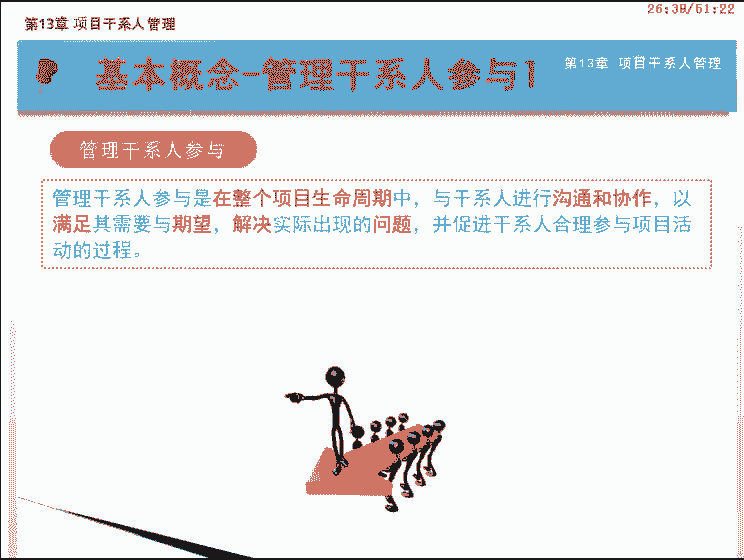 26:39/51:22
第13章 项目干系人管理
基本概念-管理干系人参与1
第13章 项目干系人管理
管理干系人参与
管理干系人参与是在整个项目生命周期中，与干系人进行沟通和协作，以
满足其需要与期望，解决实际出现的问题，并促进干系人合理参与项目活
动的过程。